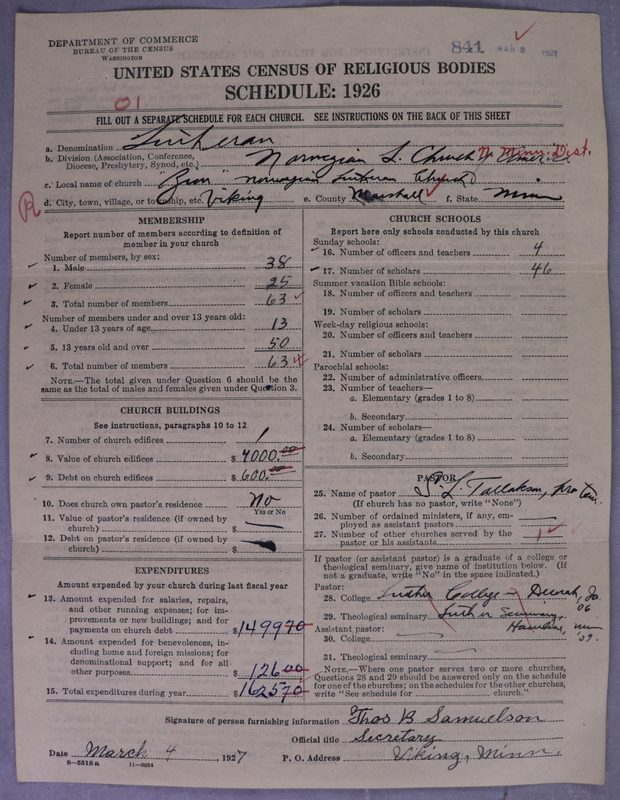 DEPARTMENT OF COMMERCE
BUREAU OF THE CENSUS
WASHINGTON
841 MAR 8 1927
UNITED STATES CENSUS OF RELIGIOUS BODIES
SCHEDULE: 1926
01
FILL OUT A SEPARATE SCHEDULE FOR EACH CHURCH. SEE INSTRUCTIONS ON THE BACK OF THIS SHEET
a. Denomination Lutheran
b. Division (Association, Conference, Diocese, Presbytery, Synod, etc.) Norwegian L. Church of Amer. N. Minn. Dist.
c. Local name of church "Zion" Norwegian Lutheran Church
R d. City, town, village, or township, etc. Viking e. County Marshall f. State Minn
MEMBERSHIP
Report number of members according to definition of
member in your church
Number of members, by sex:
1. Male 38
2. Female 25
3. Total number of members 63
Number of members under and over 13 years old:
4. Under 13 years of age 13
5. 13 years old and over 50
6. Total number of members 63
NOTE.—The total given under Question 6 should be the
same as the total of males and females given under Question 3.
CHURCH BUILDINGS
See instructions, paragraphs 10 to 12
7. Number of church edifices 1
8. Value of church edifices $ 4000.00
9. Debt on church edifices $ 600.00
10. Does church own pastor's residence? No
Yes or No
11. Value of pastor's residence (if owned by
church) $
12. Debt on pastor's residence (if owned by
church) $
EXPENDITURES
Amount expended by your church during last fiscal year
13. Amount expended for salaries, repairs,
and other running expenses; for im-
provements or new buildings; and for
payments on church debt $ 1499 70
14. Amount expended for benevolences, in-
cluding home and foreign missions; for
denominational support; and for all
other purposes $ 126 00
15. Total expenditures during year $ 1625 70
CHURCH SCHOOLS
Report here only schools conducted by this church
Sunday schools:
16. Number of officers and teachers 4
17. Number of scholars 46
Summer vacation Bible schools:
18. Number of officers and teachers
19. Number of scholars
Week-day religious schools:
20. Number of officers and teachers
21. Number of scholars
Parochial schools:
22. Number of administrative officers
23. Number of teachers—
a. Elementary (grades 1 to 8)
b. Secondary
24. Number of scholars—
a. Elementary (grades 1 to 8)
b. Secondary
PASTOR
25. Name of pastor S. L. Tallakson, pro tem.
(If church has no pastor, write "None")
26. Number of ordained ministers, if any, em-
ployed as assistant pastors
27. Number of other churches served by the
pastor or his assistants 1
If pastor (or assistant pastor) is a graduate of a college or
theological seminary, give name of institution below. (If
not a graduate, write "No" in the space indicated.)
Pastor:
28. College Luther College - Decorah, Ia '06
29. Theological seminary Luther Seminary, Hamline, Minn '09.
Assistant pastor:
30. College
31. Theological seminary
NOTE.—Where one pastor serves two or more churches,
Questions 28 and 29 should be answered only on the schedule
for one of the churches; on the schedules for the other churches,
write "See schedule for church."
Signature of person furnishing information Thos B Samuelson
Official title Secretary
Date March 4, 1927 P. O. Address Viking, Minn.
8—5518 a 11—9034